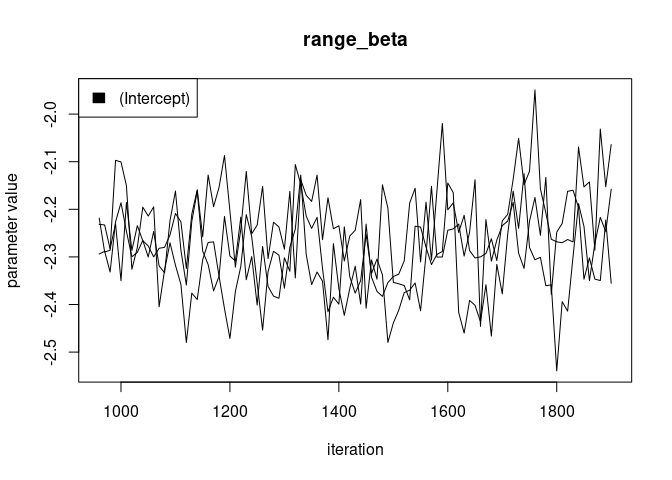 range_beta
(Intercept)
parameter value
-2.0
-2.1
-2.2
-2.3
-2.4
-2.5
1000 1200 1400 1600 1800
iteration